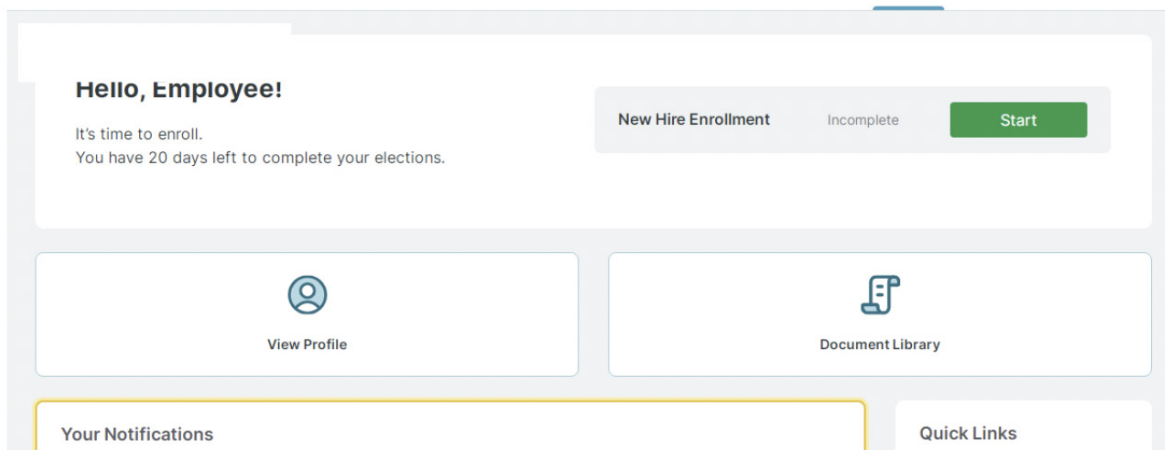 Hello, Employee!
It's time to enroll.
You have 20 days left to complete your elections.
New Hire Enrollment Incomplete Start
View Profile
Document Library
Your Notifications
Quick Links